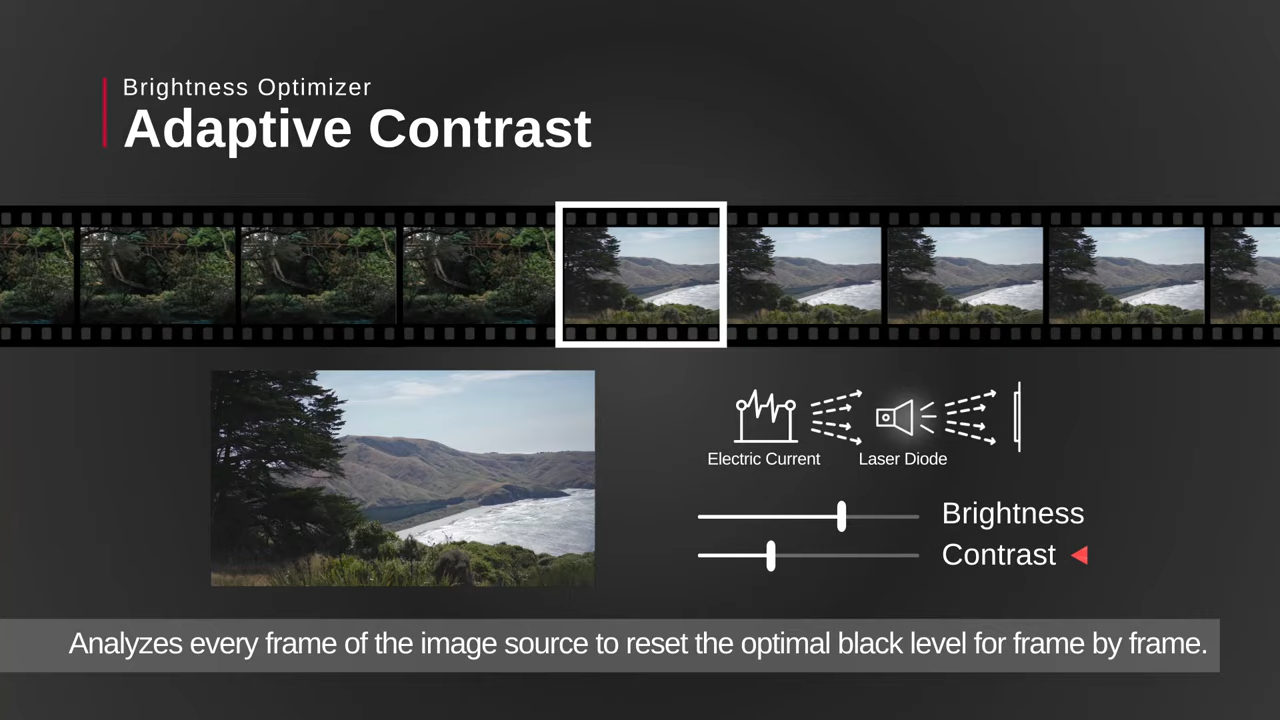 Brightness Optimizer
Adaptive Contrast
Electric Current
Laser Diode
Brightness
Contrast
Analyzes every frame of the image source to reset the optimal black level for frame by frame.